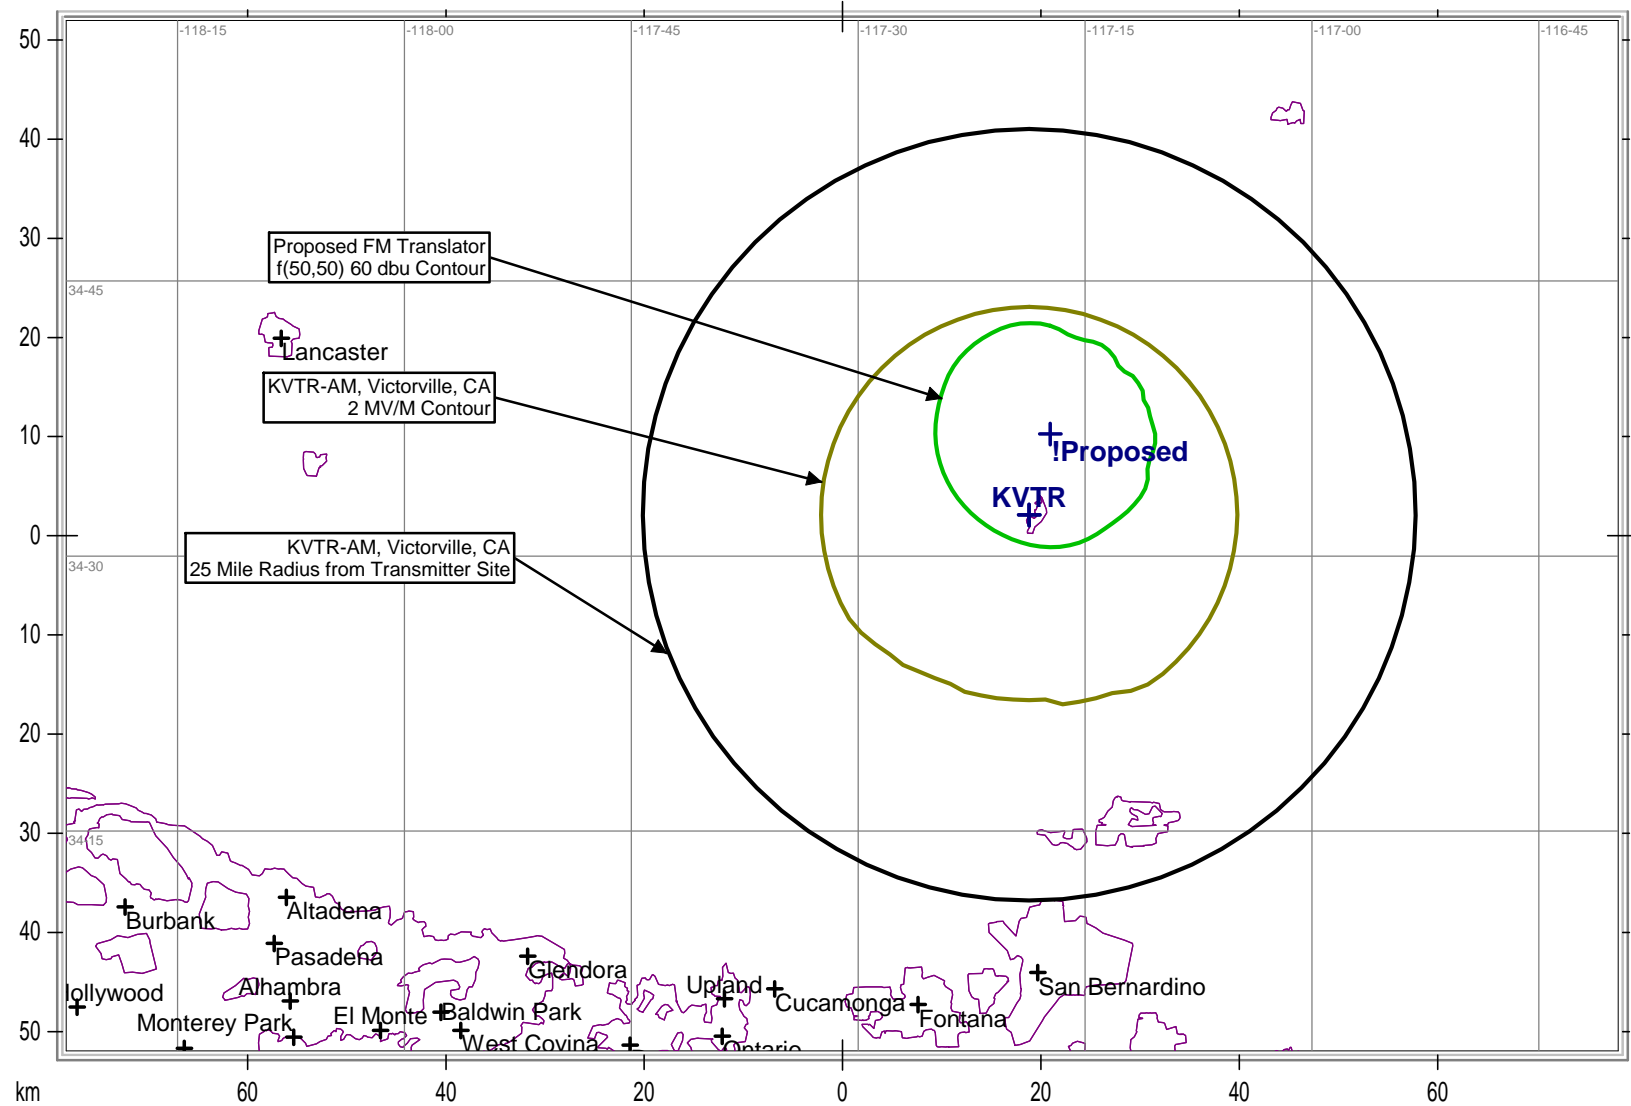 -118-15
-118-00
-117-45
-117-30
-117-15
-117-00
-116-45
50
40
30
20
10
0
10
20
30
40
50
34-45
34-30
34-15
Proposed FM Translator
f(50,50) 60 dbu Contour
KVTR-AM, Victorville, CA
2 MV/M Contour
KVTR-AM, Victorville, CA
25 Mile Radius from Transmitter Site
Lancaster
!Proposed
KVTR
Burbank
Altadena
Pasadena
Glendora
Alhambra
lollywood
Monterey Park
El Monte
Baldwin Park
West Covina
Upland
Cucamonga
Ontario
Fontana
San Bernardino
km
60
40
20
0
20
40
60